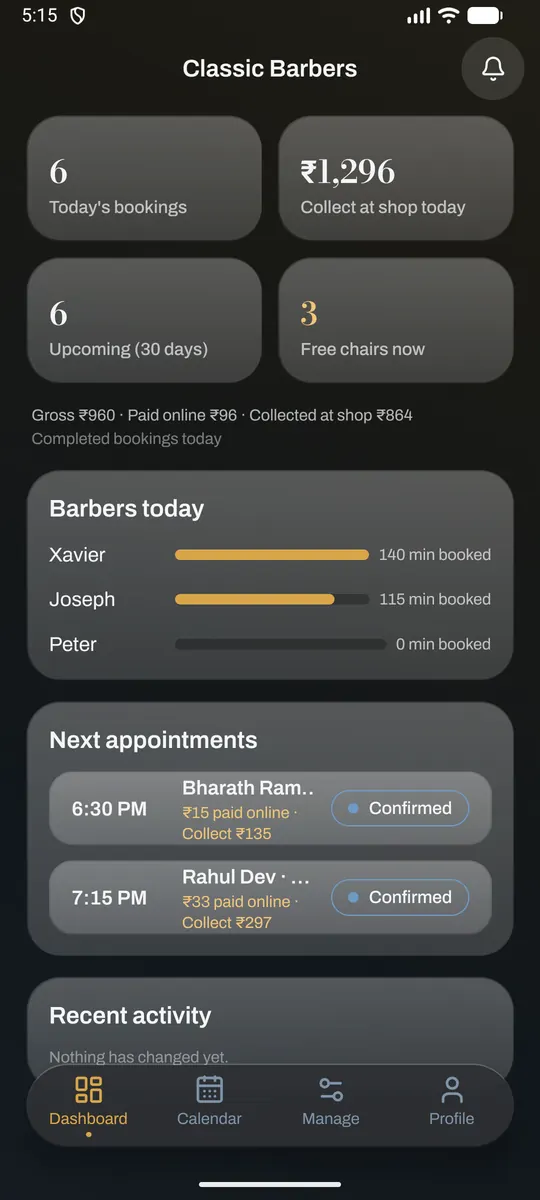 5:15
Classic Barbers
6
Today's bookings
₹1,296
Collect at shop today
6
Upcoming (30 days)
3
Free chairs now
Gross ₹960 · Paid online ₹96 · Collected at shop ₹864
Completed bookings today
Barbers today
Xavier 140 min booked
Joseph 115 min booked
Peter 0 min booked
Next appointments
6:30 PM
Bharath Ram..
₹15 paid online ·
Collect ₹135
Confirmed
7:15 PM
Rahul Dev · ...
₹33 paid online ·
Collect ₹297
Confirmed
Recent activity
Nothing has changed yet.
Dashboard
Calendar
Manage
Profile